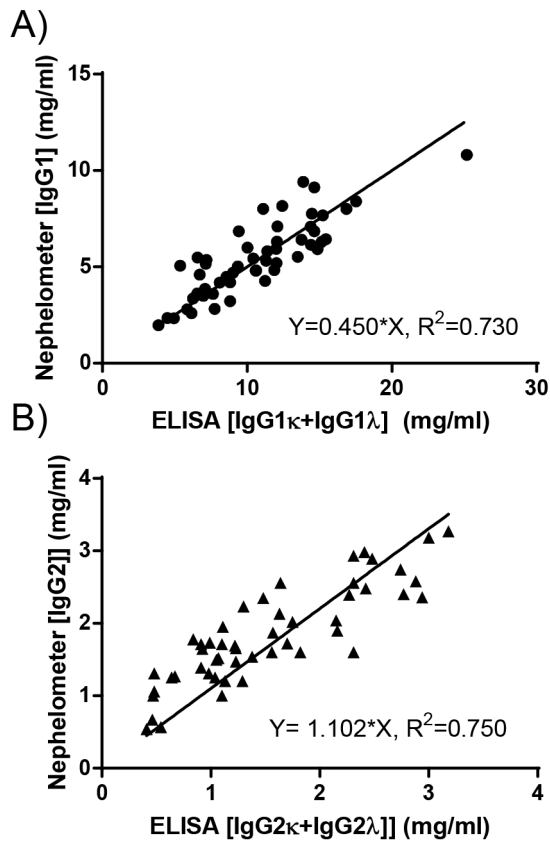 A)
Nephelometer [IgG1] (mg/ml)
15
10
5
0
Y=0.450*X, R²=0.730
0 10 20 30
ELISA [IgG1κ+IgG1λ] (mg/ml)
B)
Nephelometer [IgG2]] (mg/ml)
4
3
2
1
0
Y= 1.102*X, R²=0.750
0 1 2 3 4
ELISA [IgG2κ+IgG2λ]] (mg/ml)